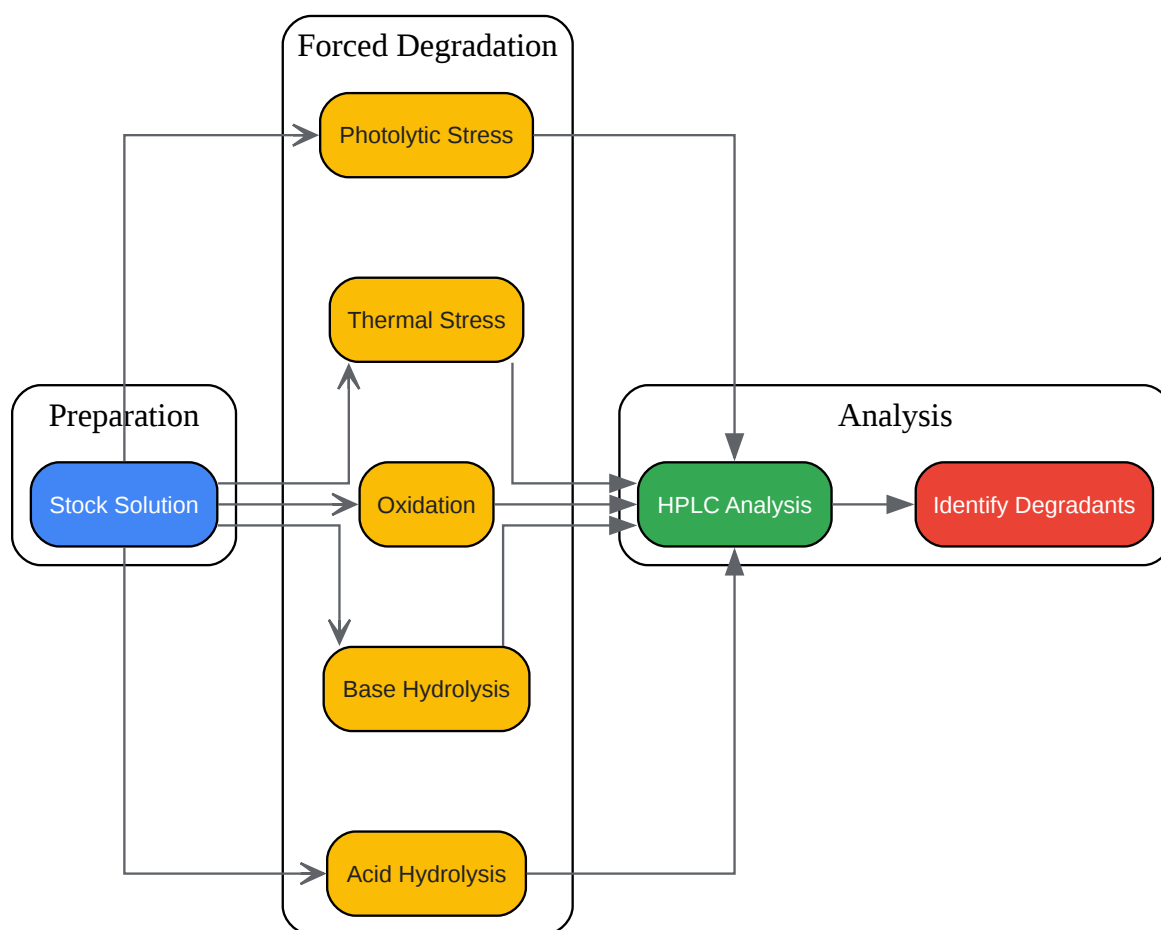 Forced Degradation
Photolytic Stress
Thermal Stress
Preparation
Analysis
Stock Solution
Oxidation
HPLC Analysis
Identify Degradants
Base Hydrolysis
Acid Hydrolysis